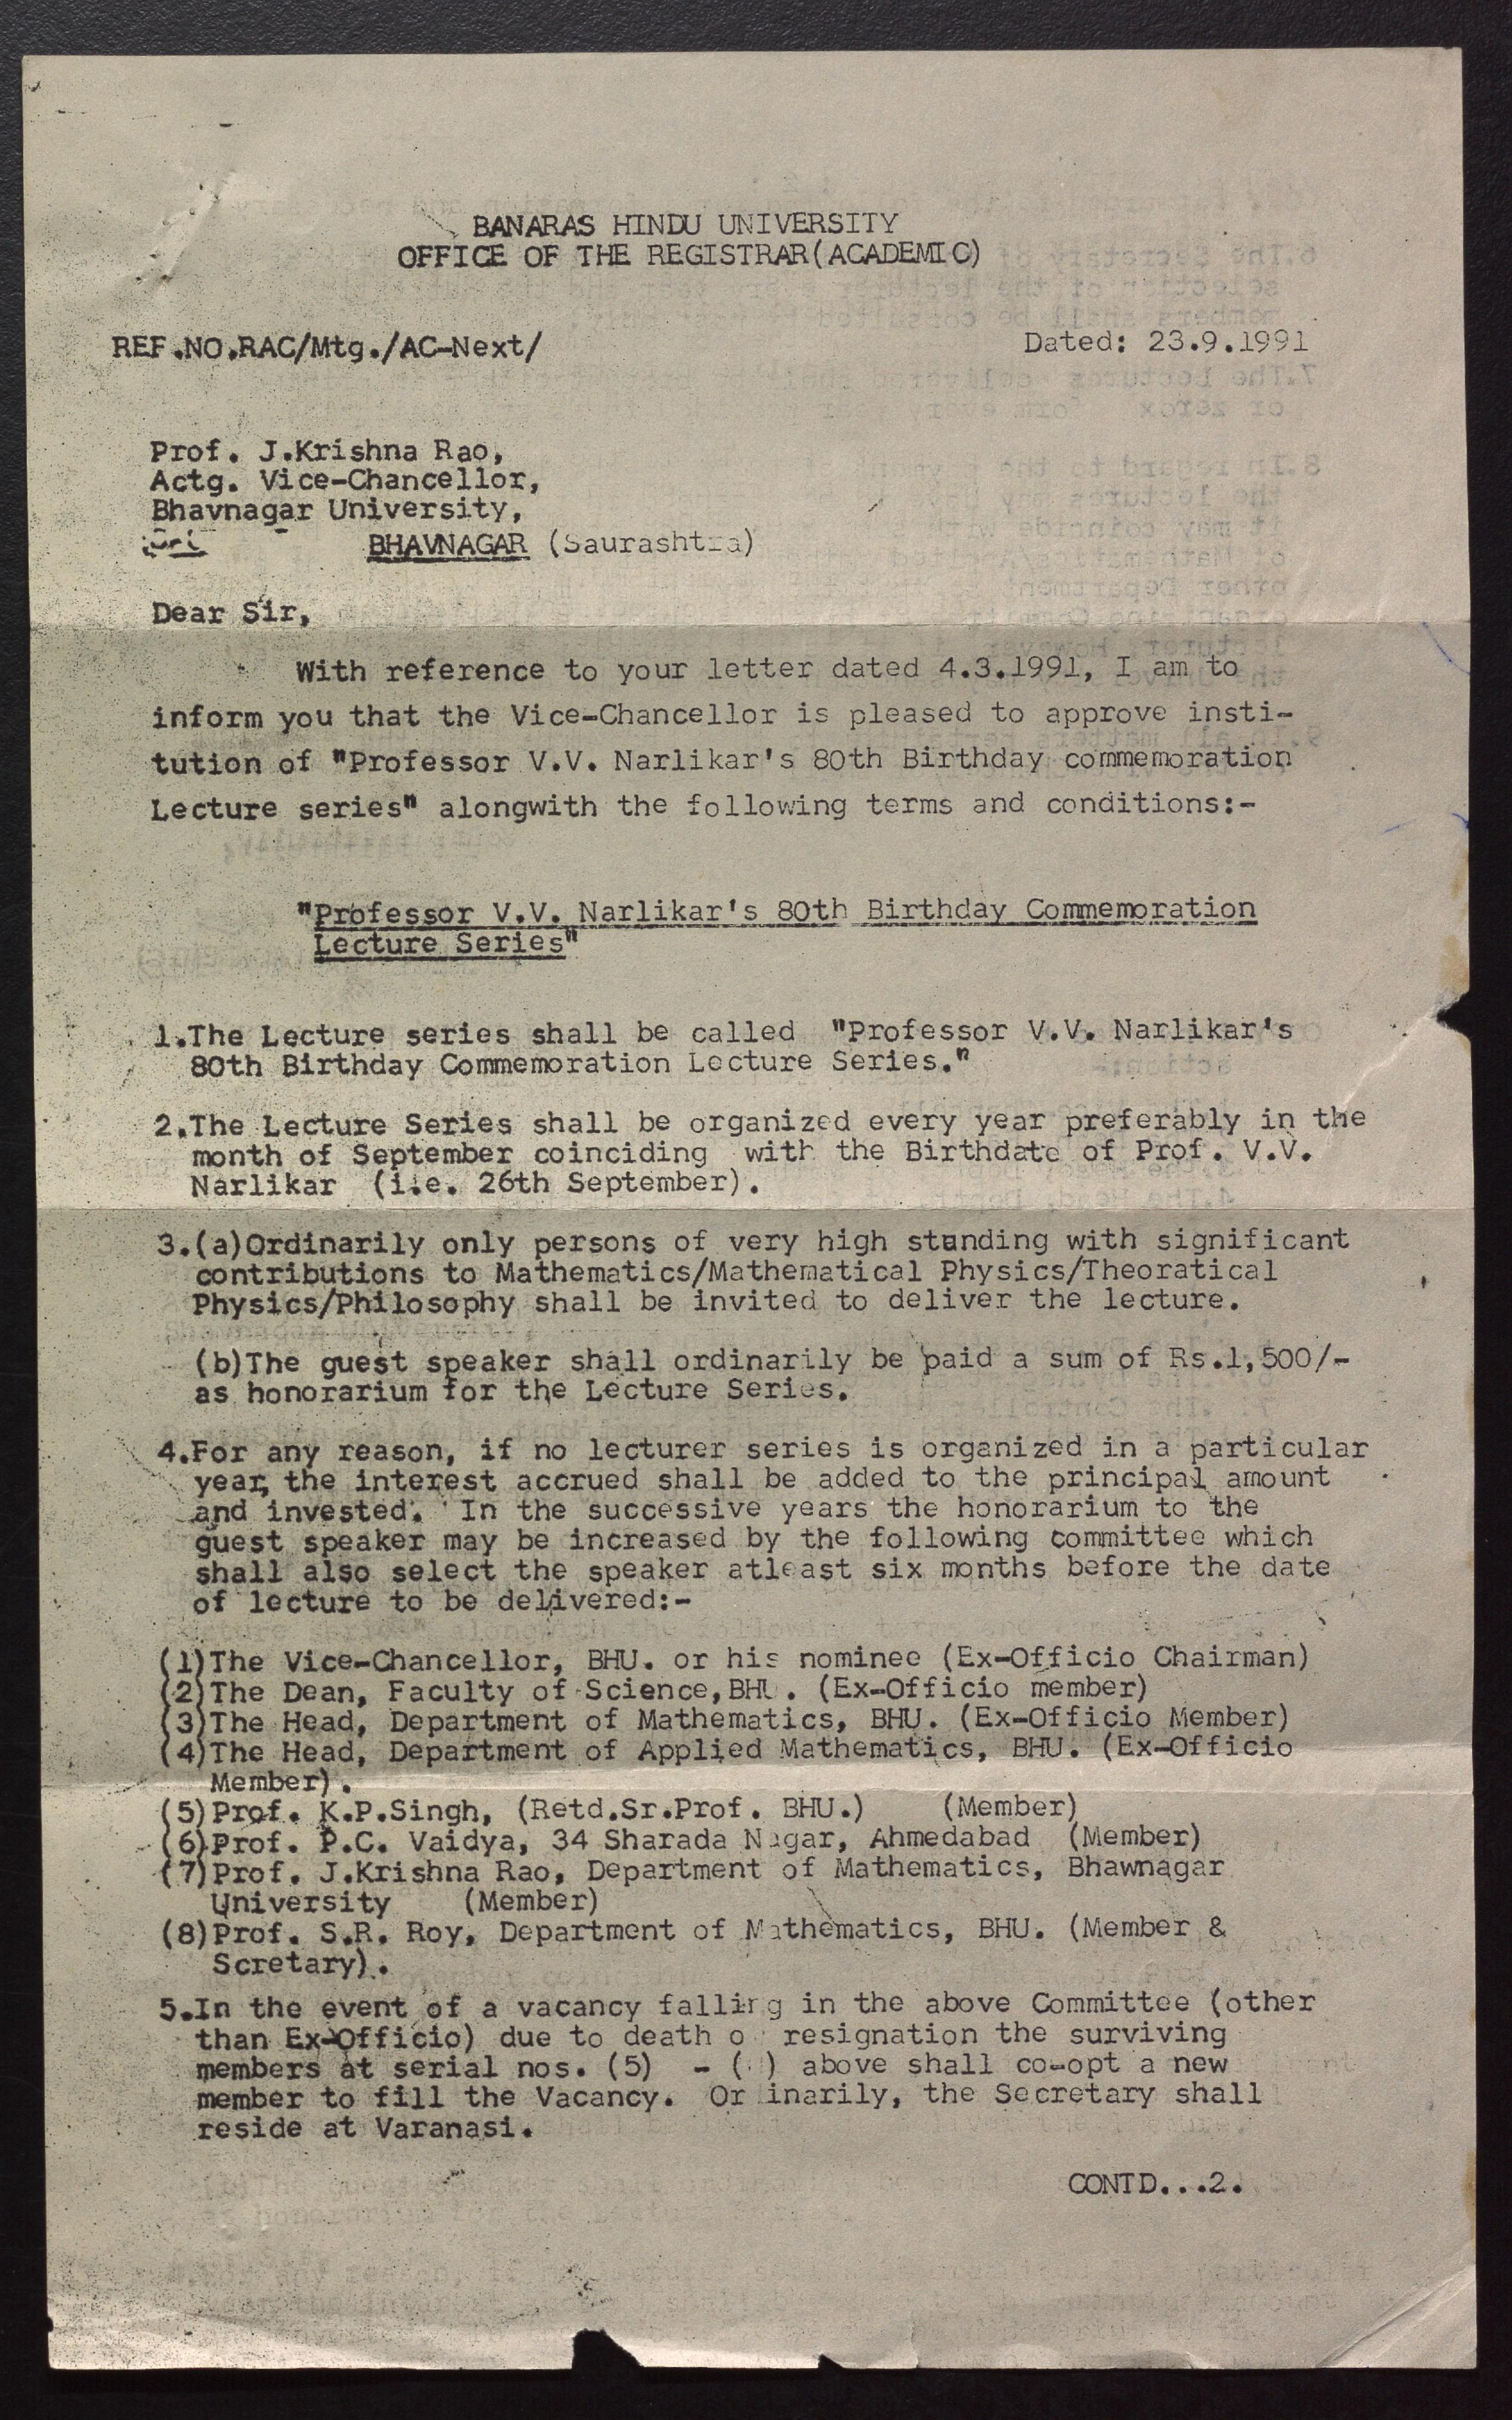 BANARAS HINDU UNIVERSITY
OFFICE OF THE REGISTRAR(ACADEMIC)
REF.NO.RAC/Mtg./AC-Next/ Dated: 23.9.1991
Prof. J.Krishna Rao,
Actg. Vice-Chancellor,
Bhavnagar University,
BHAVNAGAR (Saurashtra)
Dear Sir,
With reference to your letter dated 4.3.1991, I am to
inform you that the Vice-Chancellor is pleased to approve insti-
tution of "Professor V.V. Narlikar's 80th Birthday commemoration
Lecture series" alongwith the following terms and conditions:-
"Professor V.V. Narlikar's 80th Birthday Commemoration
Lecture Series"
1.The Lecture series shall be called "Professor V.V. Narlikar's
80th Birthday Commemoration Lecture Series."
2.The Lecture Series shall be organized every year preferably in the
month of September coinciding with the Birthdate of Prof. V.V.
Narlikar (i.e. 26th September).
3.(a)Ordinarily only persons of very high standing with significant
contributions to Mathematics/Mathematical Physics/Theoratical
Physics/Philosophy shall be invited to deliver the lecture.
(b)The guest speaker shall ordinarily be paid a sum of Rs.1,500/-
as honorarium for the Lecture Series.
4.For any reason, if no lecturer series is organized in a particular
year, the interest accrued shall be added to the principal amount
and invested. In the successive years the honorarium to the
guest speaker may be increased by the following committee which
shall also select the speaker atleast six months before the date
of lecture to be delivered:-
(1)The Vice-Chancellor, BHU. or his nominee (Ex-Officio Chairman)
(2)The Dean, Faculty of Science,BHU. (Ex-Officio member)
(3)The Head, Department of Mathematics, BHU. (Ex-Officio Member)
(4)The Head, Department of Applied Mathematics, BHU. (Ex-Officio
Member).
(5)Prof. K.P.Singh, (Retd.Sr.Prof. BHU.) (Member)
(6)Prof. P.C. Vaidya, 34 Sharada Nagar, Ahmedabad (Member)
(7)Prof. J.Krishna Rao, Department of Mathematics, Bhawnagar
University (Member)
(8)Prof. S.R. Roy, Department of Mathematics, BHU. (Member &
Scretary).
5.In the event of a vacancy falling in the above Committee (other
than Ex-Officio) due to death o resignation the surviving
members at serial nos. (5) - ( ) above shall co-opt a new
member to fill the Vacancy. Ordinarily, the Secretary shall
reside at Varanasi.
CONTD...2.